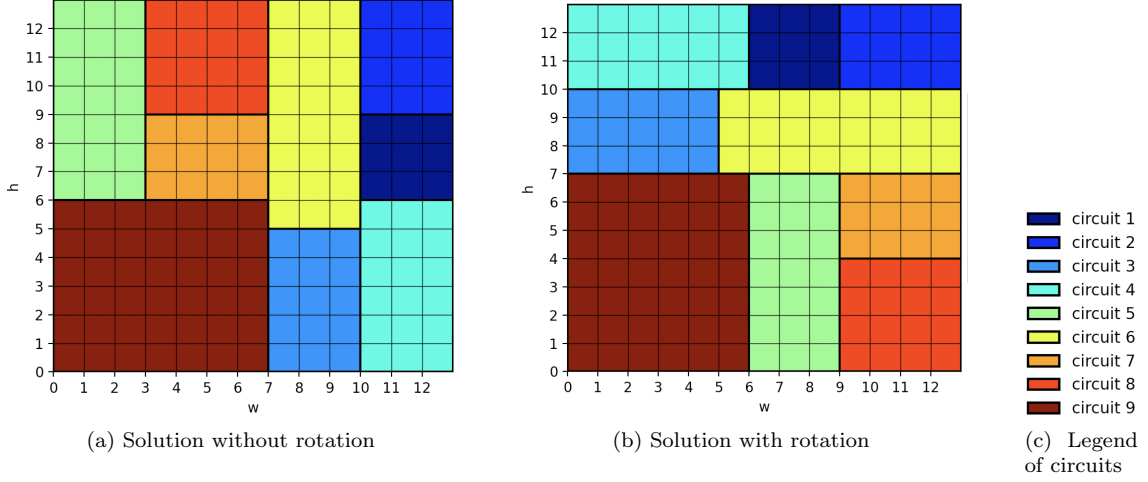 12
11
10
9
8
7
6
5
4
3
2
1
0
h
0 1 2 3 4 5 6 7 8 9 10 11 12
w
(a) Solution without rotation
12
11
10
9
8
7
6
5
4
3
2
1
0
h
0 1 2 3 4 5 6 7 8 9 10 11 12
w
(b) Solution with rotation
circuit 1
circuit 2
circuit 3
circuit 4
circuit 5
circuit 6
circuit 7
circuit 8
circuit 9
(c) Legend
of circuits